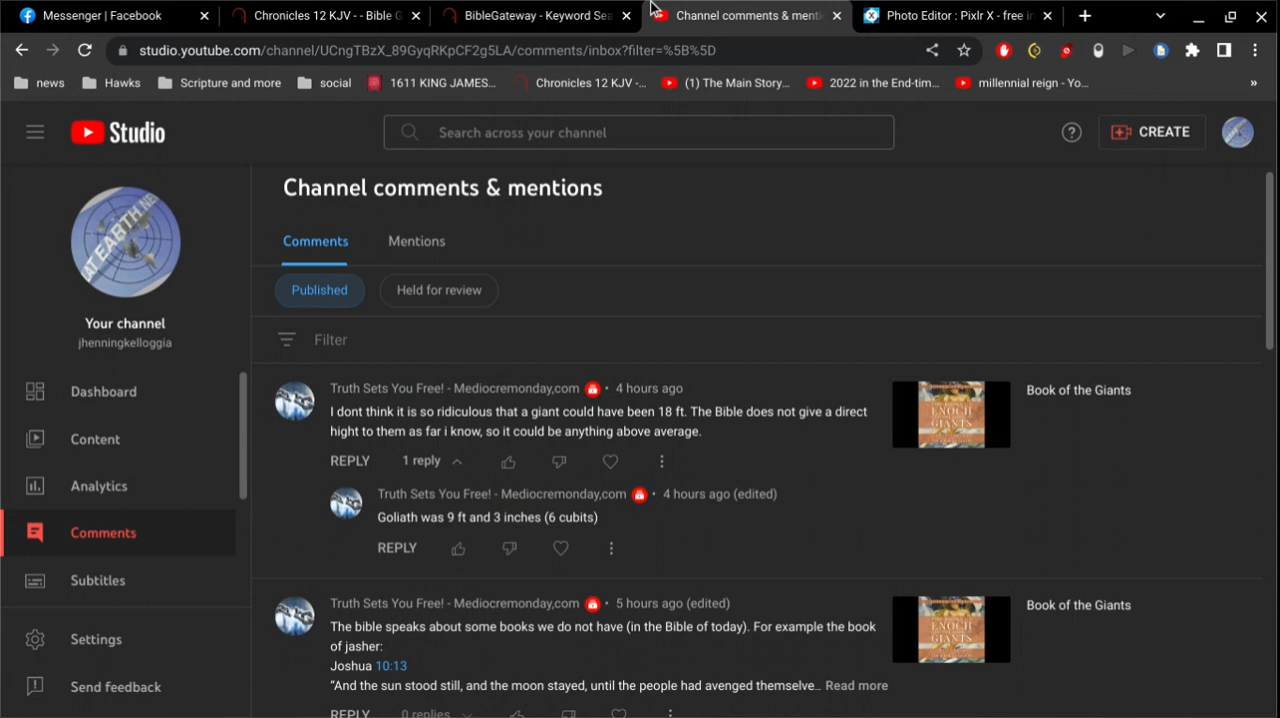 Messenger | Facebook
Chronicles 12 KJV - - Bible G
BibleGateway - Keyword Sea
Channel comments & menti
Photo Editor : Pixlr X - free i
studio.youtube.com/channel/UCngTBzX_89GyqRKpCF2g5LA/comments/inbox?filter=%5B%5D
news
Hawks
Scripture and more
social
1611 KING JAMES...
Chronicles 12 KJV -...
(1) The Main Story...
2022 in the End-tim...
millennial reign - Yo...
»
Studio
Search across your channel
CREATE
Channel comments & mentions
AT EARTH NE
Your channel
jhenningkelloggia
Dashboard
Content
Analytics
Comments
Subtitles
Settings
Send feedback
Comments
Mentions
Published
Held for review
Filter
Truth Sets You Free! - Mediocremonday,com • 4 hours ago
I dont think it is so ridiculous that a giant could have been 18 ft. The Bible does not give a direct
hight to them as far i know, so it could be anything above average.
REPLY 1 reply
Book of the Giants
ENOCH
GIANTS
Truth Sets You Free! - Mediocremonday,com • 4 hours ago (edited)
Goliath was 9 ft and 3 inches (6 cubits)
REPLY
Truth Sets You Free! - Mediocremonday,com • 5 hours ago (edited)
The bible speaks about some books we do not have (in the Bible of today). For example the book
of jasher:
Joshua 10:13
“And the sun stood still, and the moon stayed, until the people had avenged themselve… Read more
REPLY 0 replies
Book of the Giants
ENOCH
GIANTS